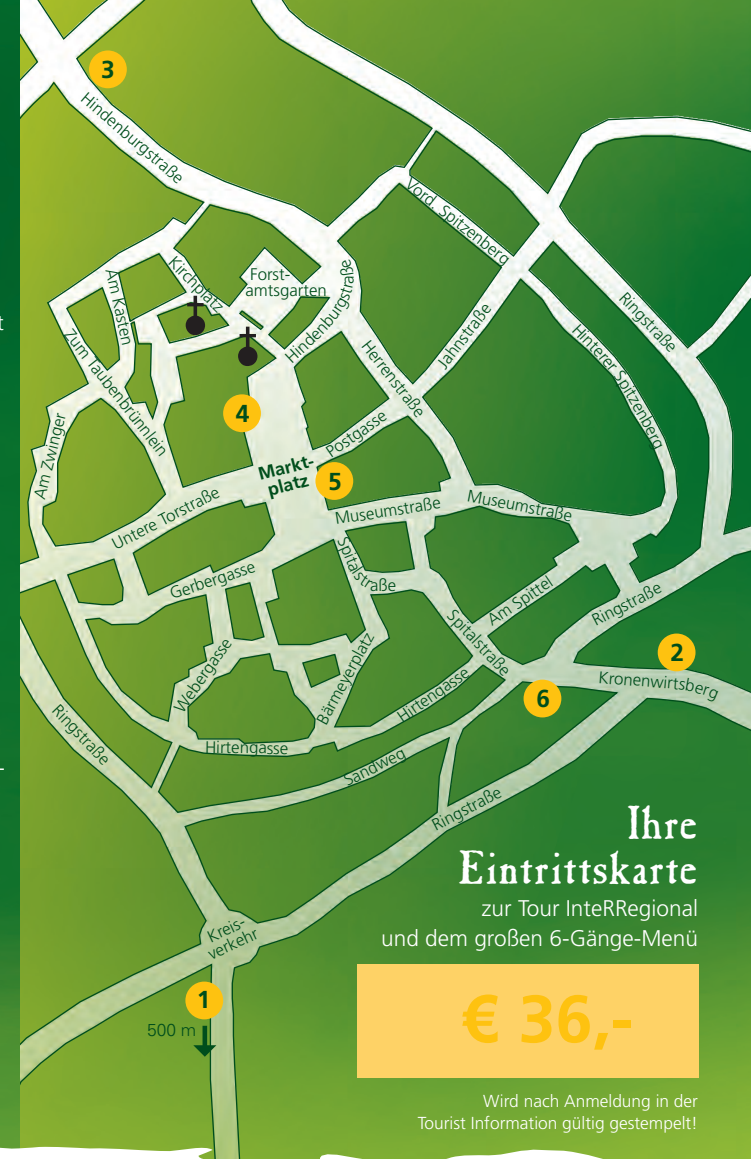 3
Hindenburgstraße
Vord. Spitzenberg
Kirchplatz
Forst-
amtsgarten
Am Kasten
Hindenburgstraße
Ringstraße
Zum Taubenbrünnlein
Herrenstraße
Jahnstraße
Hinterer Spitzenberg
t
4
Am Zwinger
Postgasse
Markt-
platz
5
Untere Torstraße
Museumstraße
Museumstraße
Gerbergasse
Spitalstraße
Am Spittel
Ringstraße
Spitalstraße
2
Webergasse
Bärmeyerplatz
Hirtengasse
6
Kronenwirtsberg
Ringstraße
Hirtengasse
Sandweg
-
Ringstraße
Ihre
Eintrittskarte
zur Tour InteRRegional
und dem großen 6-Gänge-Menü
Kreis-
verkehr
1
500 m
€ 36,-
Wird nach Anmeldung in der
Tourist Information gültig gestempelt!